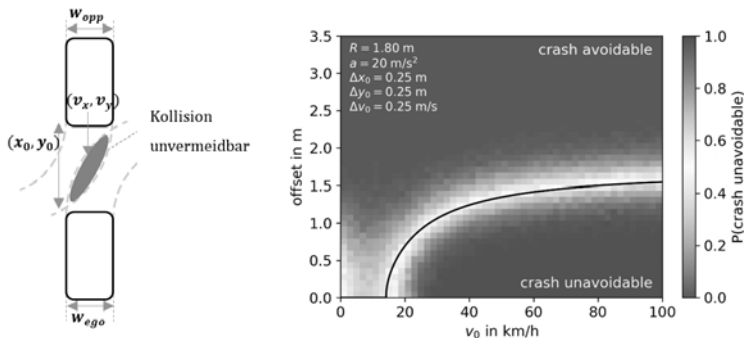 w_opp
(v_x, v_y)
Kollision
unvermeidbar
(x_0, y_0)
w_ego
R = 1.80 m
a = 20 m/s²
Δx_0 = 0.25 m
Δy_0 = 0.25 m
Δv_0 = 0.25 m/s
crash avoidable
crash unavoidable
offset in m
3.5
3.0
2.5
2.0
1.5
1.0
0.5
0.0
0
20
40
60
80
100
v_0 in km/h
1.0
0.8
0.6
0.4
0.2
0.0
P(crash unavoidable)